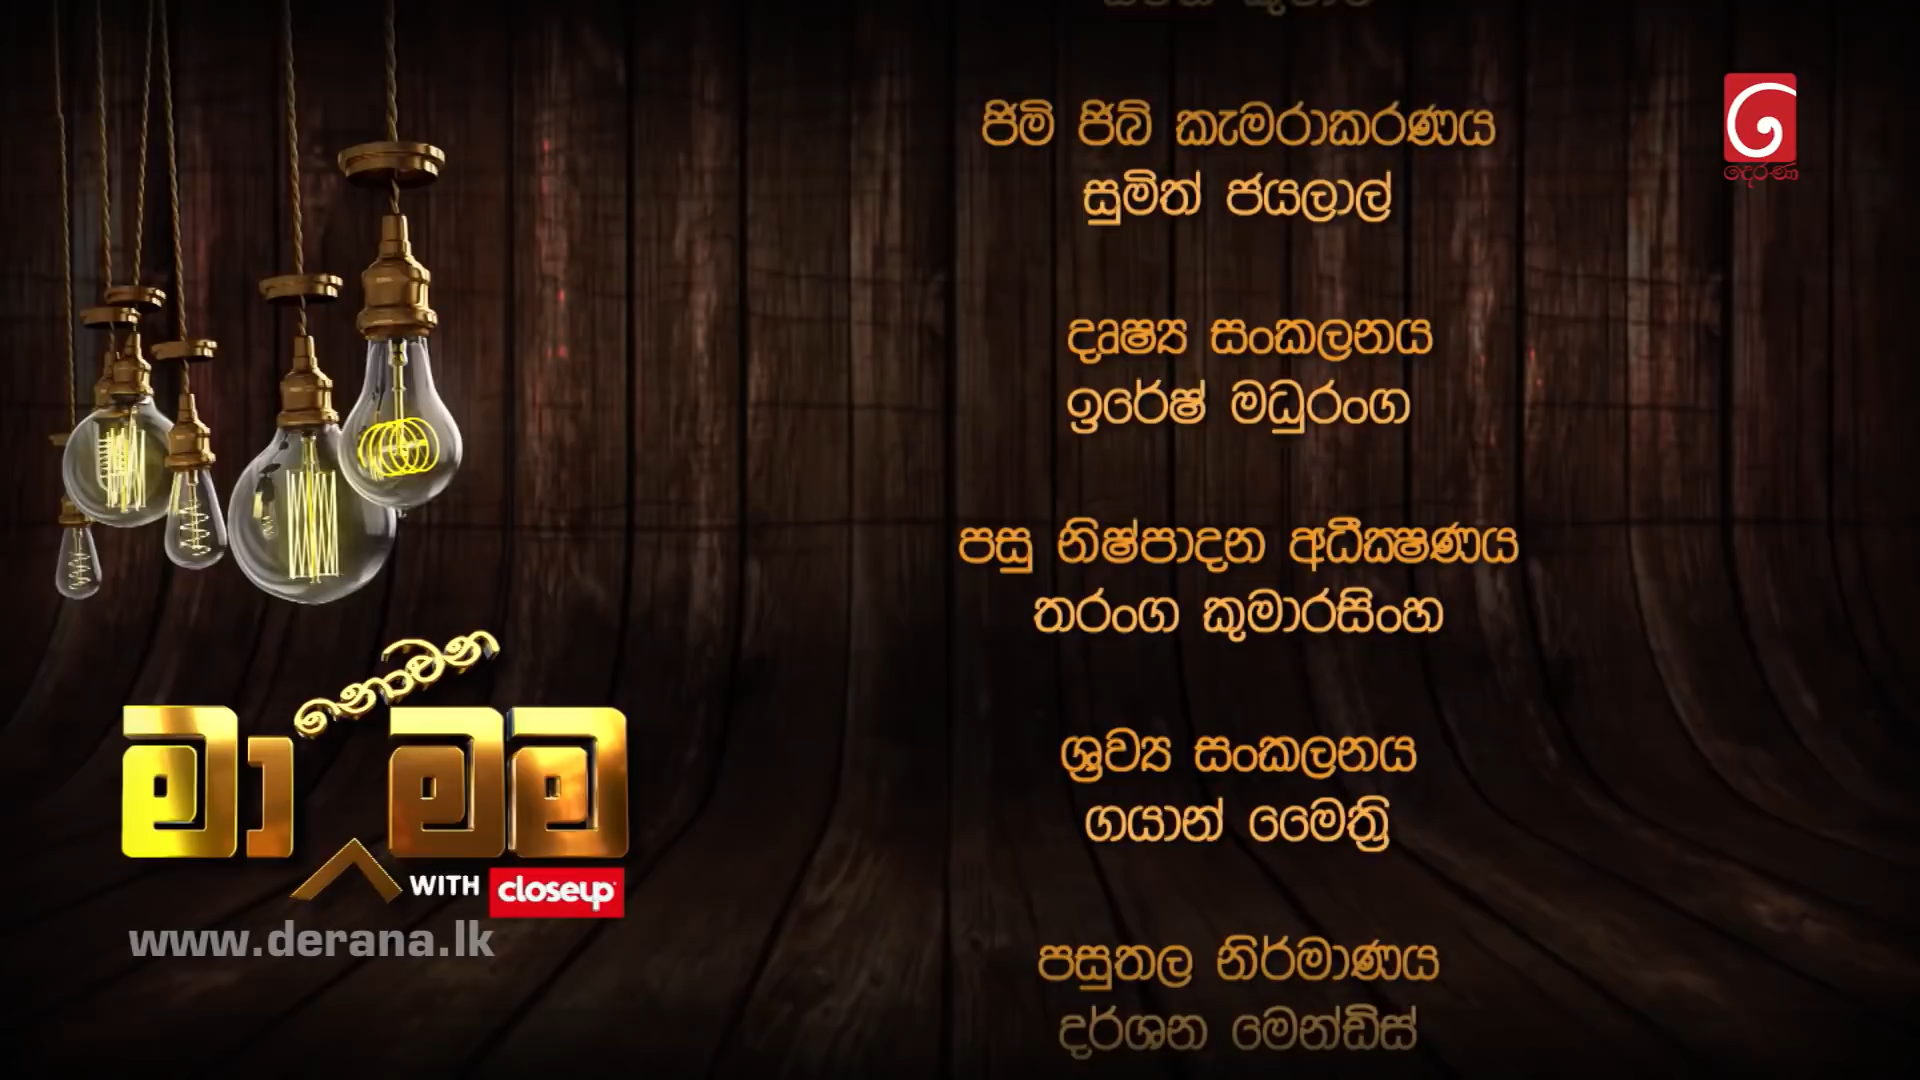 ජිමි ජිබ් කැමරාකරණය
සුමිත් ජයලාල්
දෘෂ්‍ය සංකලනය
ඉරේෂ් මධුරංග
පසු නිෂ්පාදන අධීක්ෂණය
තරංග කුමාරසිංහ
ශ්‍රව්‍ය සංකලනය
ගයාන් මෛත්‍රි
පසුතල නිර්මාණය
දර්ශන මෙන්ඩිස්
දෙරණ
නොවන
මා මම
WITH closeup
www.derana.lk